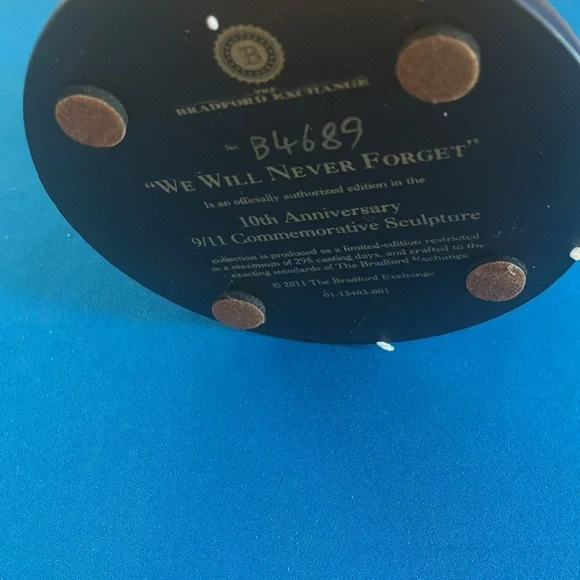 B
THE
BRADFORD EXCHANGE
No. B4689
"WE WILL NEVER FORGET"
Is an officially authorized edition in the
10th Anniversary
9/11 Commemorative Sculpture
collection is produced as a limited-edition restricted
to a maximum of 295 casting days, and crafted to the
exacting standards of The Bradford Exchange
© 2011 The Bradford Exchange
01-13403-001